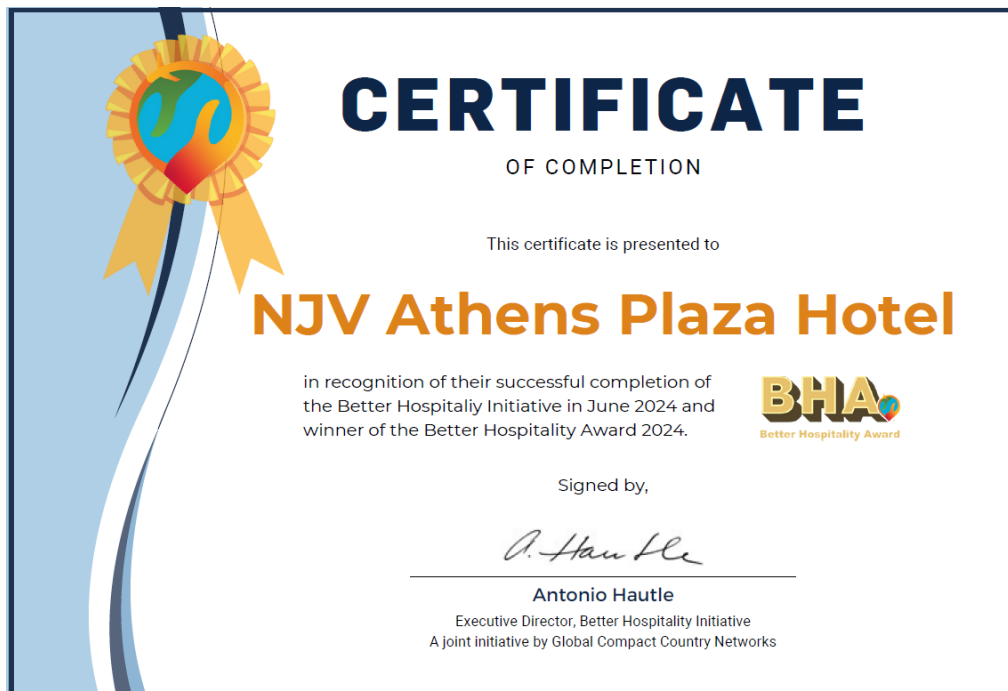 CERTIFICATE
OF COMPLETION
This certificate is presented to
NJV Athens Plaza Hotel
in recognition of their successful completion of
the Better Hospitaliy Initiative in June 2024 and
winner of the Better Hospitality Award 2024.
BHA
Better Hospitality Award
Signed by,
A. Hautle
Antonio Hautle
Executive Director, Better Hospitality Initiative
A joint initiative by Global Compact Country Networks